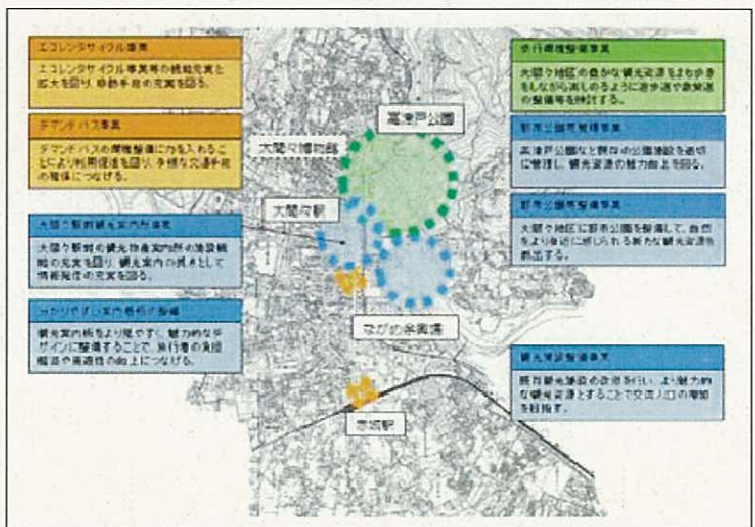 エコレンタサイクル事業
エコレンタサイクル事業等の機能充実と
拡大を図り、移動手段の充実を図る。
デマンドバス事業
デマンドバスの環境整備に力を入れるこ
とにより利用促進を図り、多様な交通手段
の確保につなげる。
大間々駅前観光案内所事業
大間々駅前の観光物産案内所の施設機
能の充実を図り、観光案内の拠点として
情報発信の充実を図る。
わかりやすい案内看板の整備
観光案内板をより見やすく、魅力的なデ
ザインに整備することで、旅行者の負担
軽減や周遊性の向上につなげる。
高津戸公園
大間々博物館
大間々駅
ながめ余興場
赤城駅
歩行環境整備事業
大間々地区の豊かな観光資源をまち歩き
をしながら楽しめるように遊歩道や散策道
の整備等を検討する。
都市公園等管理事業
高津戸公園など既存の公園施設を適切
に管理し、観光資源の魅力向上を図る。
都市公園等整備事業
大間々地区に都市公園を整備して、自然
をより身近に感じられる新たな観光資源を
創出する。
観光施設整備事業
既存観光施設の改修を行い、より魅力的
な観光資源とすることで交流人口の増加
を目指す。